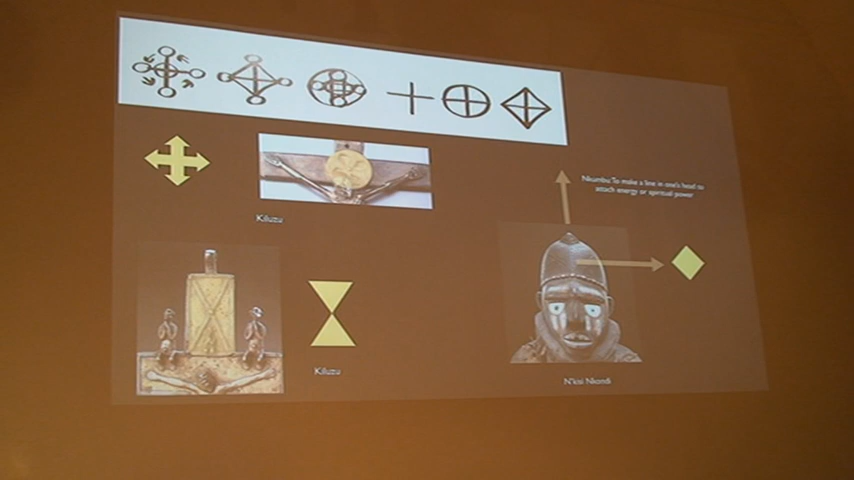 Nkumbu: To make a line in one's head to
attach energy or spiritual power
Kiluzu
Kiluzu
N'kisi Nkondi